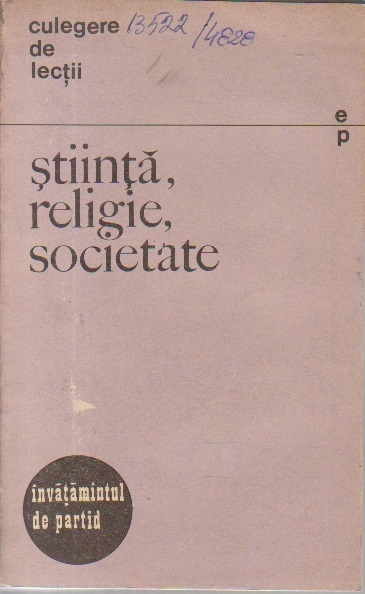 culegere 13522/4828
de
lecții
e
p
știință,
religie,
societate
învățămîntul
de partid